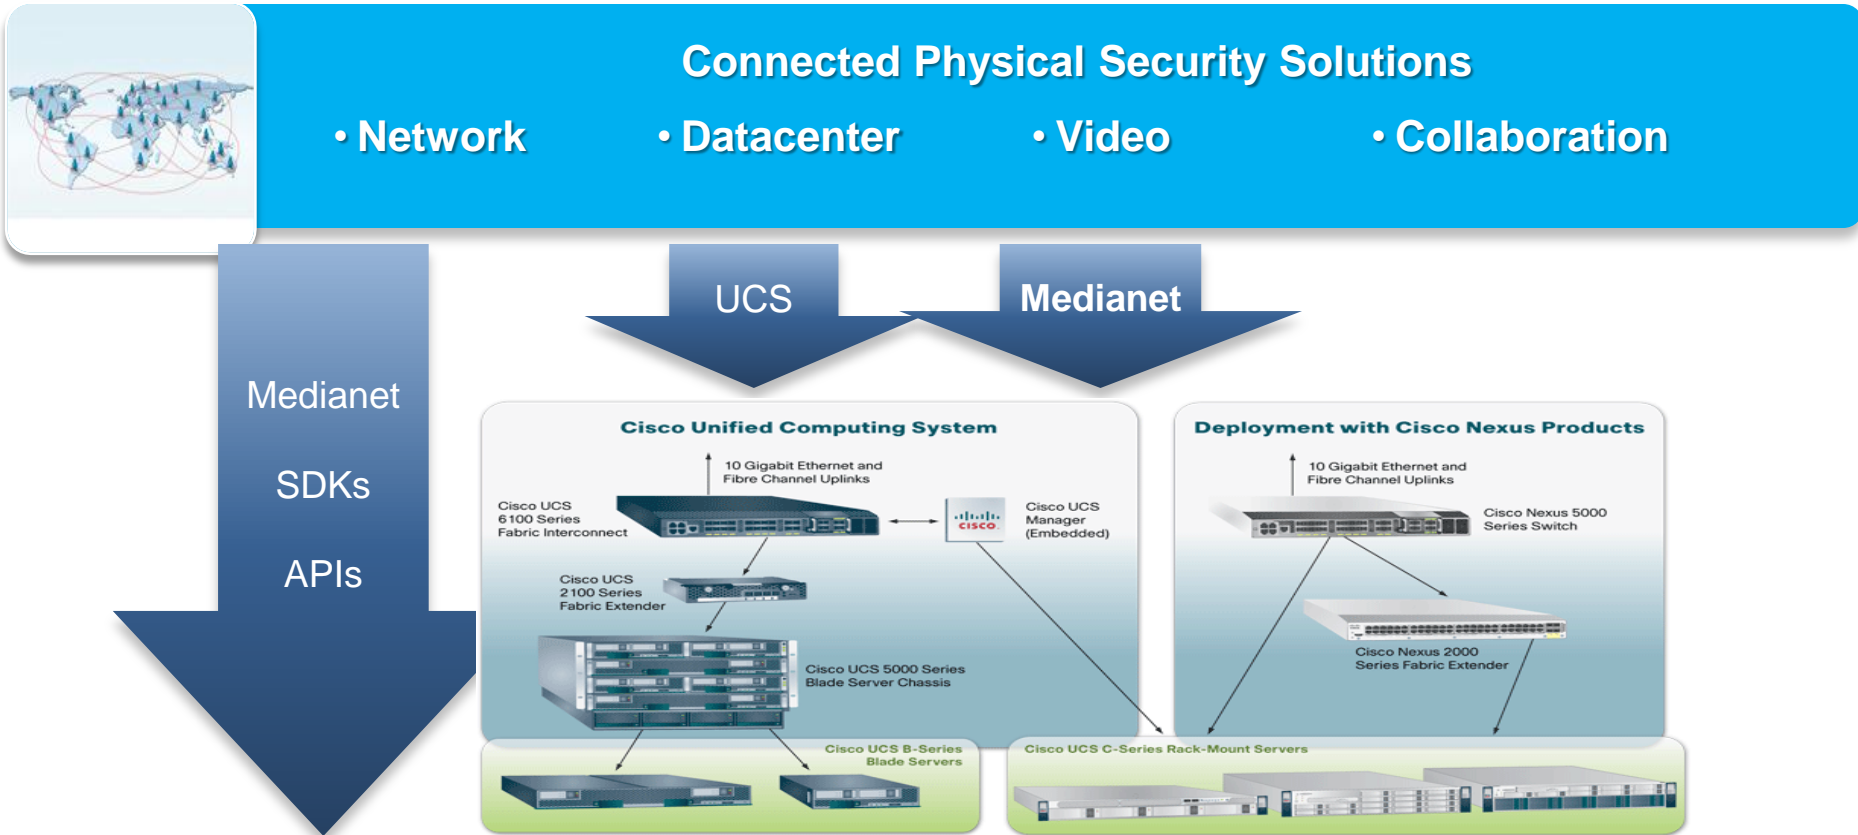 Connected Physical Security Solutions
• Network • Datacenter • Video • Collaboration
UCS
Medianet
Medianet
SDKs
APIs
Cisco Unified Computing System
10 Gigabit Ethernet and
Fibre Channel Uplinks
Cisco UCS
6100 Series
Fabric Interconnect
CISCO
Cisco UCS
Manager
(Embedded)
Cisco UCS
2100 Series
Fabric Extender
Cisco UCS 5000 Series
Blade Server Chassis
Cisco UCS B-Series
Blade Servers
Deployment with Cisco Nexus Products
10 Gigabit Ethernet and
Fibre Channel Uplinks
Cisco Nexus 5000
Series Switch
Cisco Nexus 2000
Series Fabric Extender
Cisco UCS C-Series Rack-Mount Servers